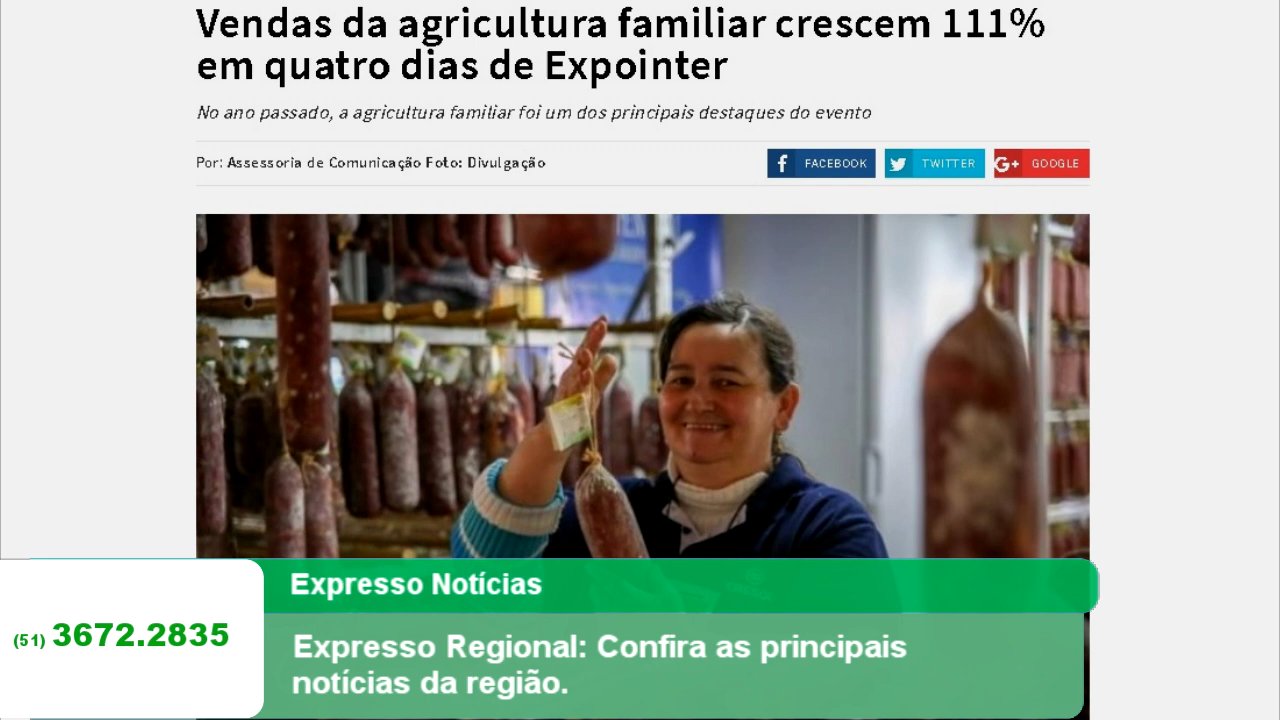 Vendas da agricultura familiar crescem 111%
em quatro dias de Expointer
No ano passado, a agricultura familiar foi um dos principais destaques do evento
Por: Assessoria de Comunicação Foto: Divulgação
FACEBOOK
TWITTER
G+ GOOGLE
Expresso Notícias
(51) 3672.2835
Expresso Regional: Confira as principais
notícias da região.